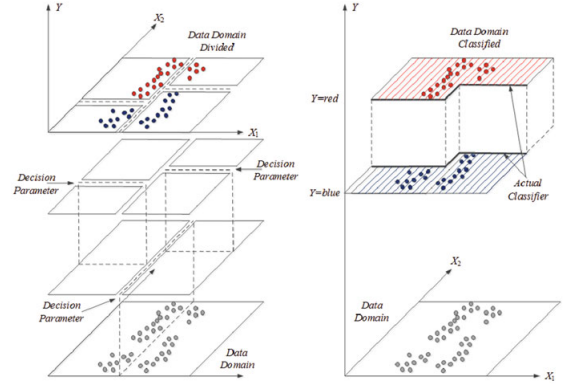 Y
X2
Data Domain
Divided
X1
Decision
Parameter
Decision
Parameter
Decision
Parameter
Data
Domain
Y
Data Domain
Classified
Y=red
Y=blue
Actual
Classifier
X2
Data
Domain
X1